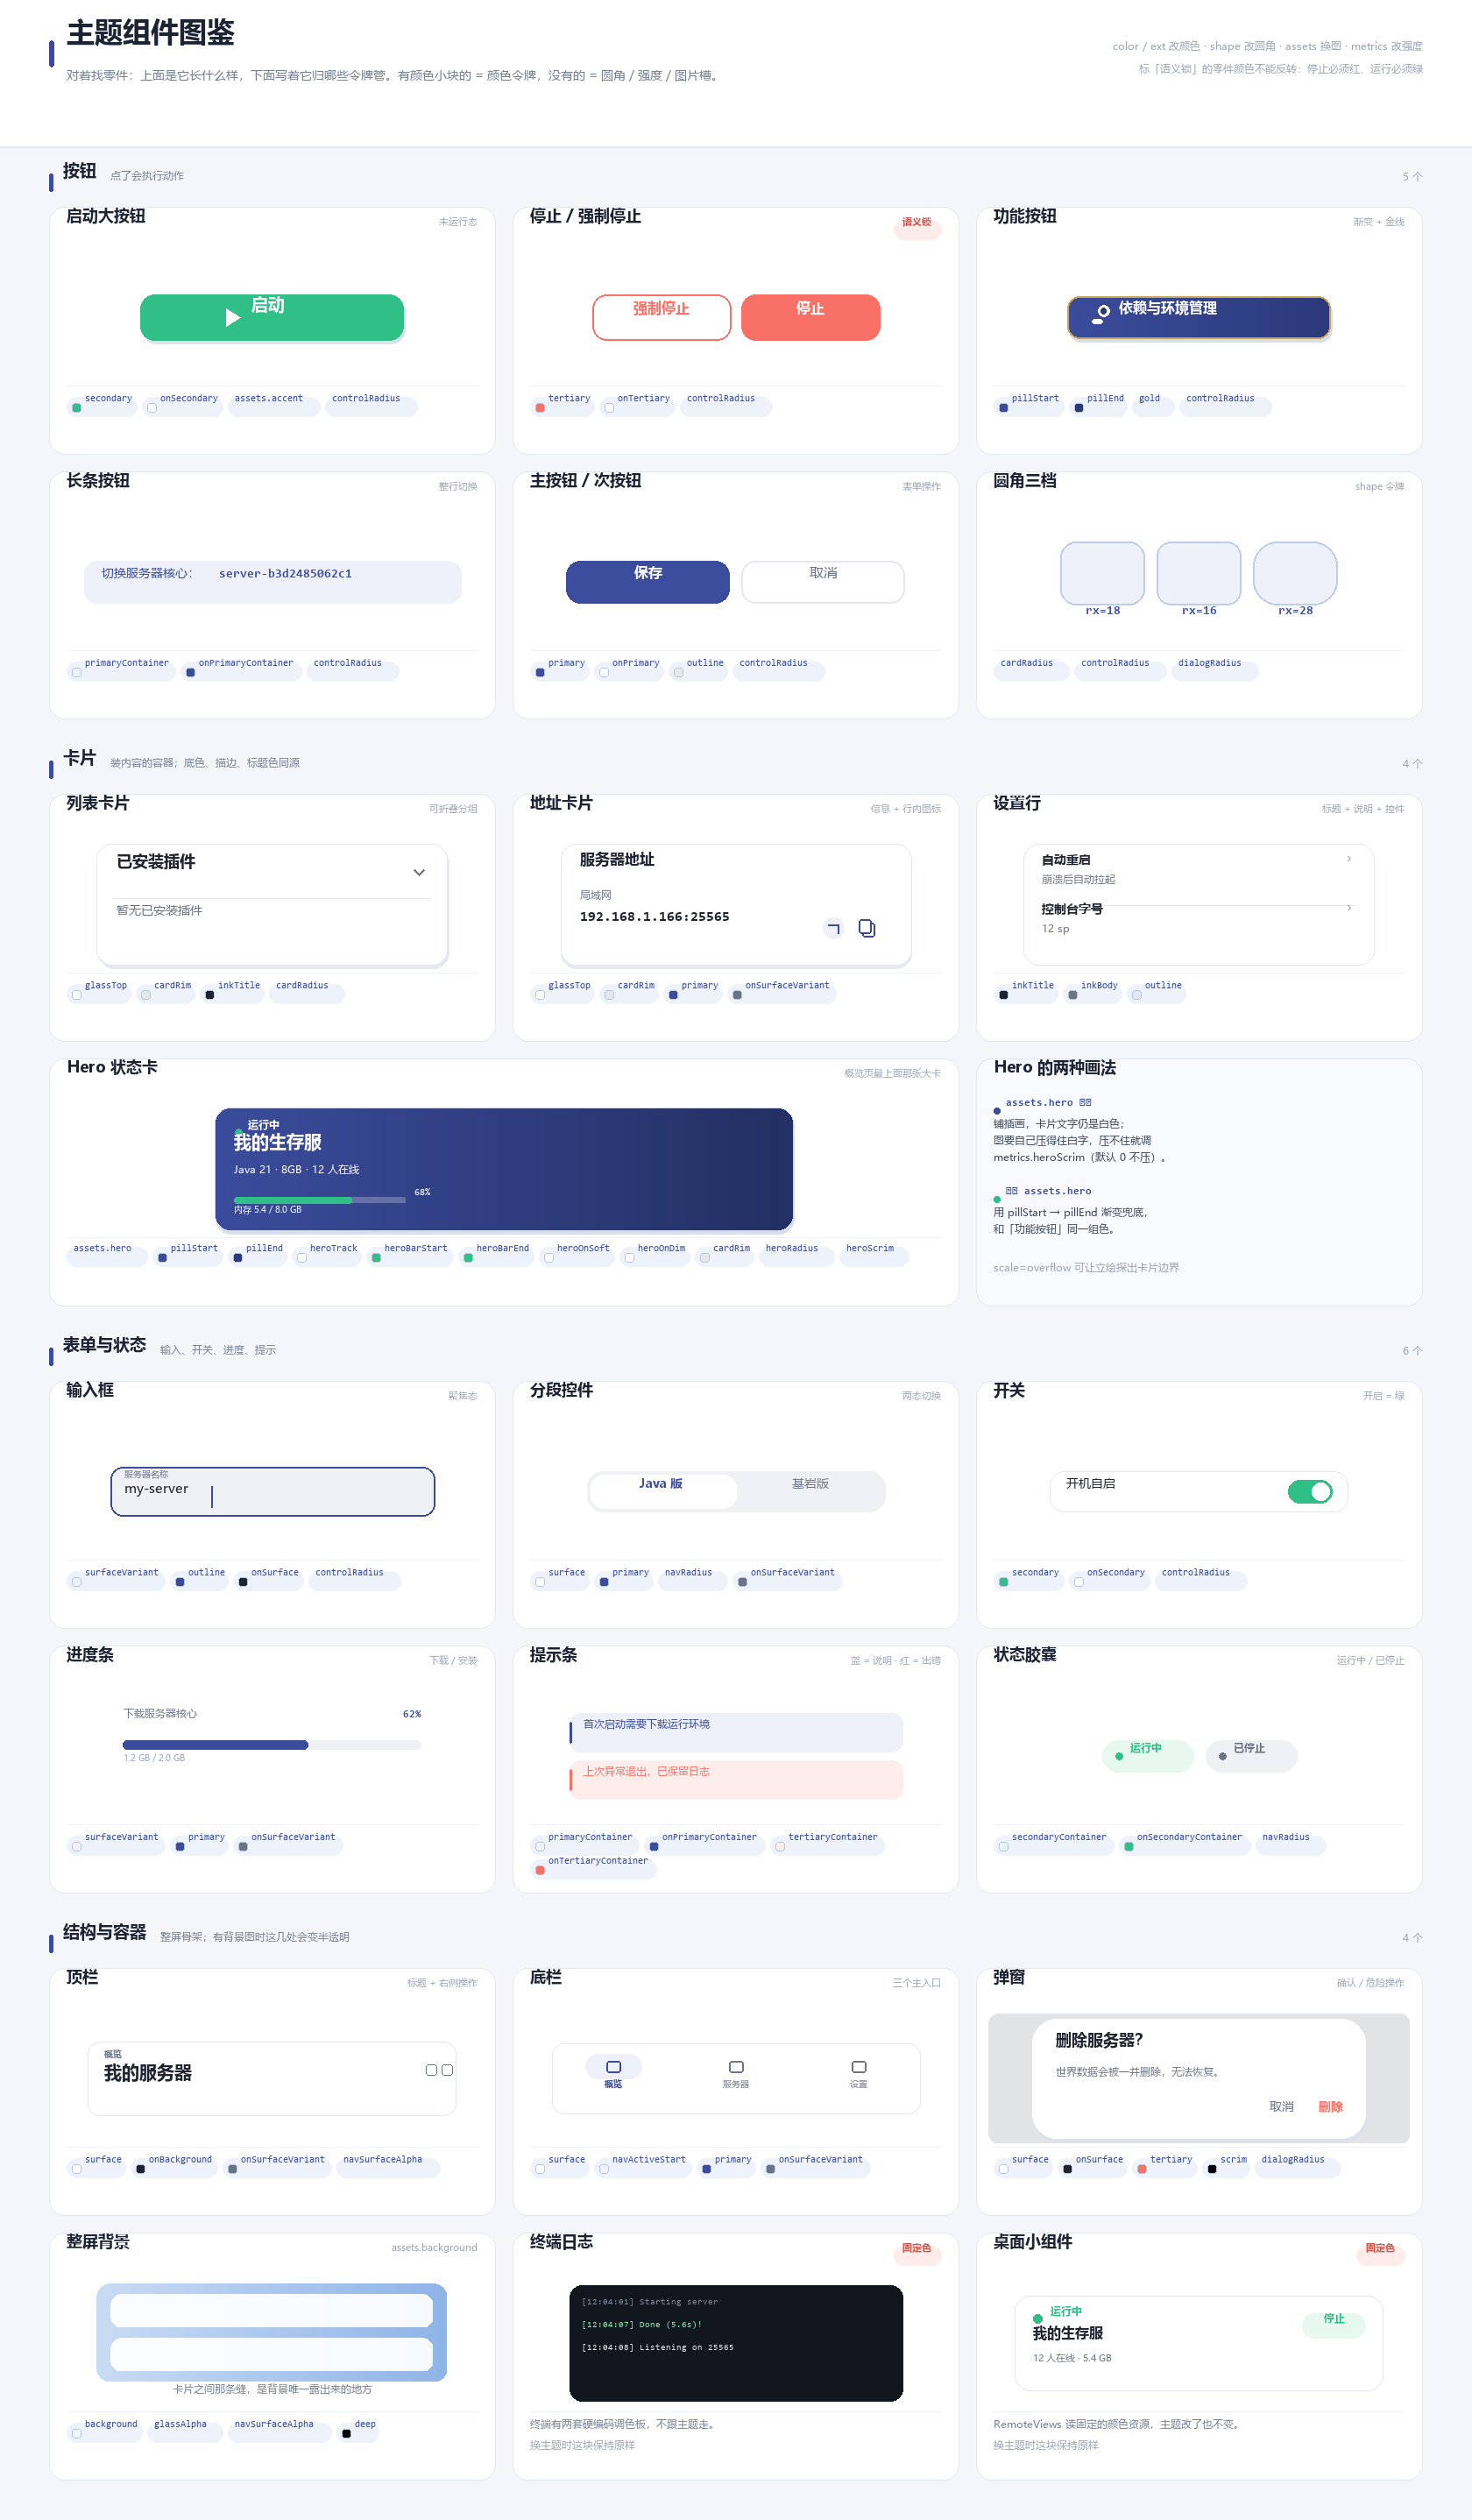 主题组件图鉴
对着找零件：上面是它长什么样，下面写着它归哪些令牌管。有颜色小块的 = 颜色令牌，没有的 = 圆角 / 强度 / 图片槽。
color / ext 改颜色 · shape 改圆角 · assets 换图 · metrics 改强度
标「语义锁」的零件颜色不能反转：停止必须红、运行必须绿
按钮 点了会执行动作 5 个
启动大按钮 未运行态
启动
secondary onSecondary assets.accent controlRadius
停止 / 强制停止 语义锁
强制停止 停止
tertiary onTertiary controlRadius
功能按钮 渐变 + 金线
依赖与环境管理
pillStart pillEnd gold controlRadius
长条按钮 整行切换
切换服务器核心： server-b3d2485062c1
primaryContainer onPrimaryContainer controlRadius
主按钮 / 次按钮 表单操作
保存 取消
primary onPrimary outline controlRadius
圆角三档 shape 令牌
rx=18 rx=16 rx=28
cardRadius controlRadius dialogRadius
卡片 装内容的容器；底色、描边、标题色同源 4 个
列表卡片 可折叠分组
已安装插件
暂无已安装插件
glassTop cardRim inkTitle cardRadius
地址卡片 信息 + 行内图标
服务器地址
局域网
192.168.1.166:25565
glassTop cardRim primary onSurfaceVariant
设置行 标题 + 说明 + 控件
自动重启 ›
崩溃后自动拉起
控制台字号 ›
12 sp
inkTitle inkBody outline
Hero 状态卡 概览页最上面那张大卡
运行中
我的生存服
Java 21 · 8GB · 12 人在线
68%
内存 5.4 / 8.0 GB
assets.hero pillStart pillEnd heroTrack heroBarStart heroBarEnd heroOnSoft heroOnDim cardRim heroRadius heroScrim
Hero 的两种画法
assets.hero
铺插画，卡片文字仍是白色；
图要自己压得住白字，压不住就调
metrics.heroScrim（默认 0 不压）。
assets.hero
用 pillStart → pillEnd 渐变兜底，
和「功能按钮」同一组色。
scale=overflow 可让立绘探出卡片边界
表单与状态 输入、开关、进度、提示 6 个
输入框 聚焦态
服务器名称
my-server
surfaceVariant outline onSurface controlRadius
分段控件 两态切换
Java 版 基岩版
surface primary navRadius onSurfaceVariant
开关 开启 = 绿
开机自启
secondary onSecondary controlRadius
进度条 下载 / 安装
下载服务器核心 62%
1.2 GB / 2.0 GB
surfaceVariant primary onSurfaceVariant
提示条 蓝 = 说明 · 红 = 出错
首次启动需要下载运行环境
上次异常退出，已保留日志
primaryContainer onPrimaryContainer tertiaryContainer
onTertiaryContainer
状态胶囊 运行中 / 已停止
运行中 已停止
secondaryContainer onSecondaryContainer navRadius
结构与容器 整屏骨架；有背景图时这几处会变半透明 4 个
顶栏 标题 + 右侧操作
概览
我的服务器
surface onBackground onSurfaceVariant navSurfaceAlpha
底栏 三个主入口
概览 服务器 设置
surface navActiveStart primary onSurfaceVariant
弹窗 确认 / 危险操作
删除服务器？
世界数据会被一并删除，无法恢复。
取消 删除
surface onSurface tertiary scrim dialogRadius
整屏背景 assets.background
卡片之间那条缝，是背景唯一露出来的地方
background glassAlpha navSurfaceAlpha deep
终端日志 固定色
[12:04:01] Starting server
[12:04:07] Done (5.6s)!
[12:04:08] Listening on 25565
终端有两套硬编码调色板，不跟主题走。
换主题时这块保持原样
桌面小组件 固定色
运行中
我的生存服
停止
12 人在线 · 5.4 GB
RemoteViews 读固定的颜色资源，主题改了也不变。
换主题时这块保持原样